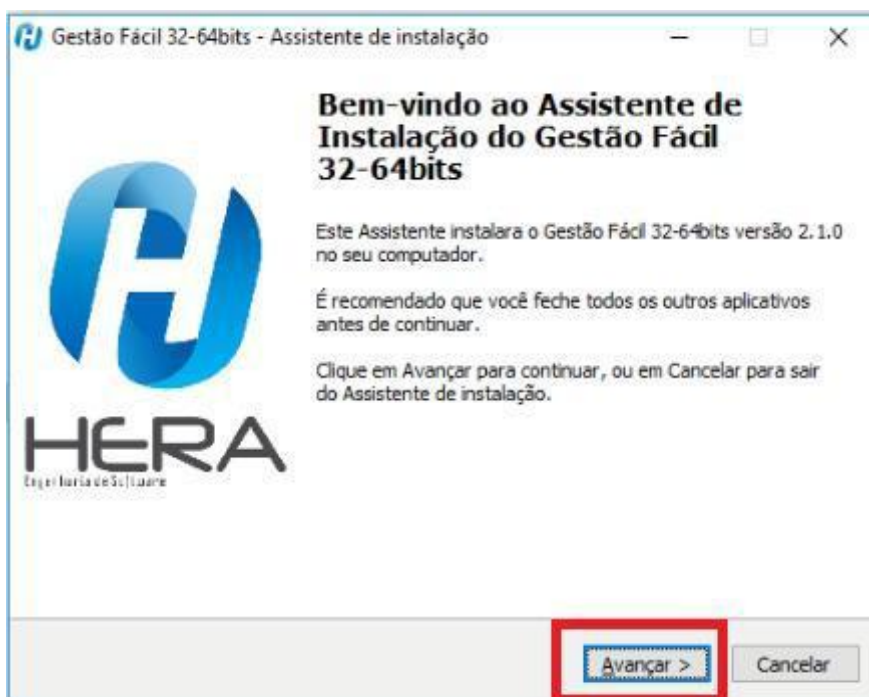 Gestão Fácil 32-64bits - Assistente de instalação
Bem-vindo ao Assistente de
Instalação do Gestão Fácil
32-64bits
Este Assistente instalara o Gestão Fácil 32-64bits versão 2.1.0
no seu computador.
É recomendado que você feche todos os outros aplicativos
antes de continuar.
Clique em Avançar para continuar, ou em Cancelar para sair
do Assistente de instalação.
HERA
Engenharia de Software
Avançar >
Cancelar